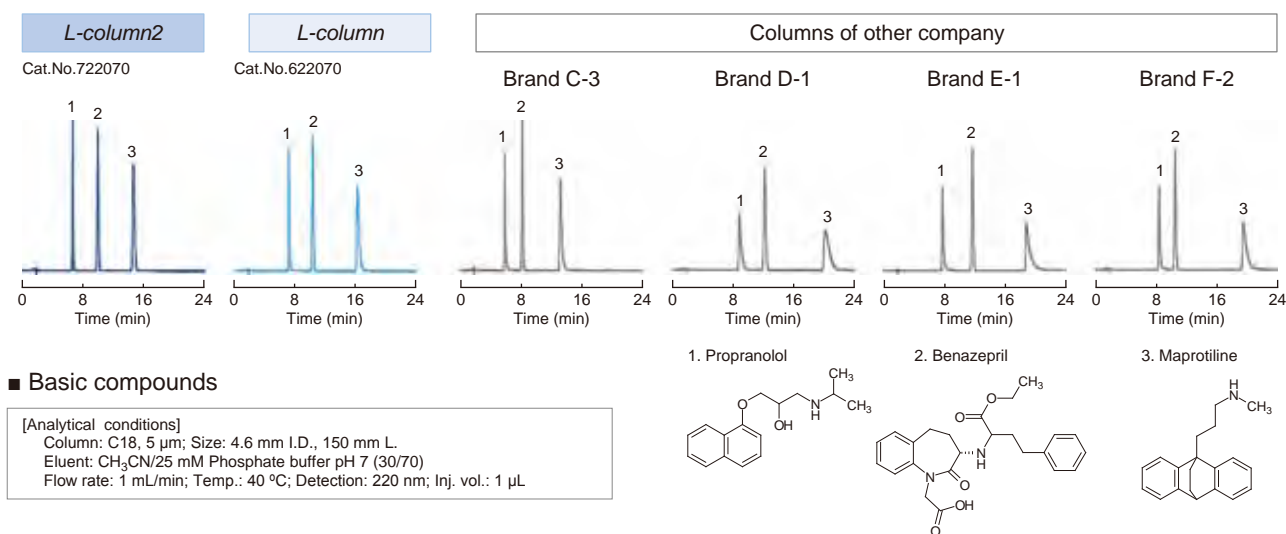 L-column2
L-column
Columns of other company
Cat.No.722070
Cat.No.622070
Brand C-3
Brand D-1
Brand E-1
Brand F-2
1
2
3
1
2
3
1
2
3
1
2
3
1
2
3
1
2
3
0 8 16 24
Time (min)
0 8 16 24
Time (min)
0 8 16 24
Time (min)
0 8 16 24
Time (min)
0 8 16 24
Time (min)
0 8 16 24
Time (min)
■ Basic compounds
[Analytical conditions]
Column: C18, 5 µm; Size: 4.6 mm I.D., 150 mm L.
Eluent: CH₃CN/25 mM Phosphate buffer pH 7 (30/70)
Flow rate: 1 mL/min; Temp.: 40 ºC; Detection: 220 nm; Inj. vol.: 1 µL
1. Propranolol
O
OH
N
H
CH₃
CH₃
2. Benazepril
O
O
CH₃
N
H
N
O
O
OH
3. Maprotiline
H
N
CH₃